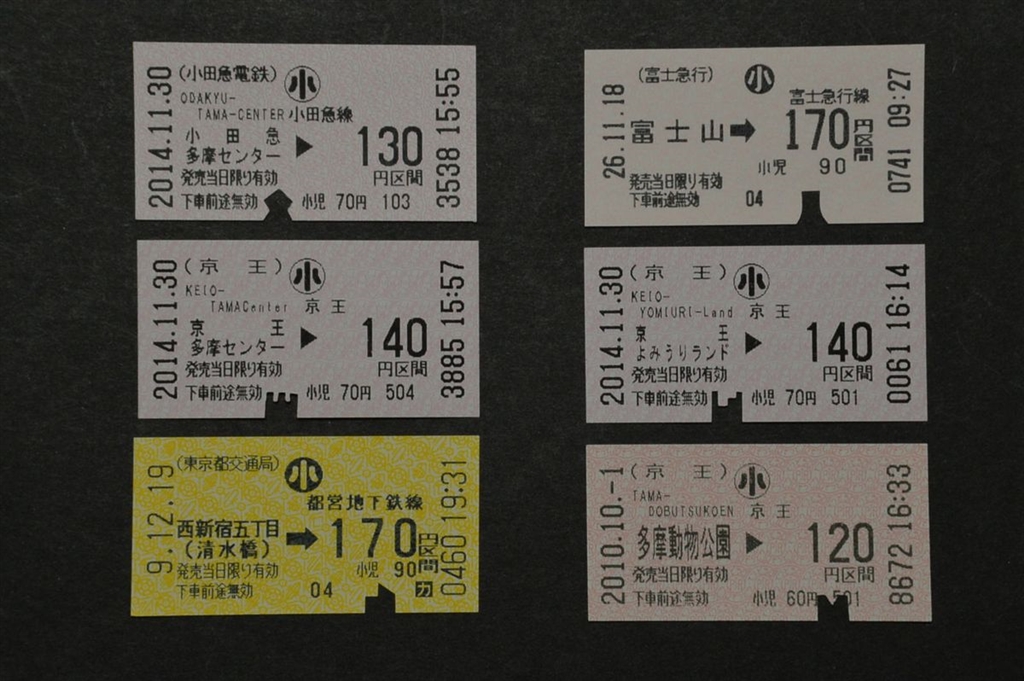 2014.11.30
(小田急電鉄) 小
ODAKYU-
TAMA-CENTER 小田急線
小田急
多摩センター ▶ 130
発売当日限り有効 円区間
下車前途無効 小児 70円 103
3538 15:55
26.11.18
(富士急行) 小
富士急行線
富士山 ➡ 170円区間
小児 90
発売当日限り有効
下車前途無効 04
0741 09:27
2014.11.30
(京王) 小
KEIO-
TAMACenter 京王
京王
多摩センター ▶ 140
発売当日限り有効 円区間
下車前途無効 小児 70円 504
3885 15:57
2014.11.30
(京王) 小
KEIO-
YOMIURI-Land 京王
京王
よみうりランド ▶ 140
発売当日限り有効 円区間
下車前途無効 小児 70円 501
0061 16:14
9.12.19
(東京都交通局) 小
都営地下鉄線
西新宿五丁目
(清水橋) ➡ 170円区間
発売当日限り有効 小児 90
下車前途無効 04 カ
0460 19:31
2010.10.-1
(京王) 小
TAMA-
DOBUTSUKOEN 京王
多摩動物公園 ▶ 120
発売当日限り有効 円区間
下車前途無効 小児 60円 501
8672 16:33